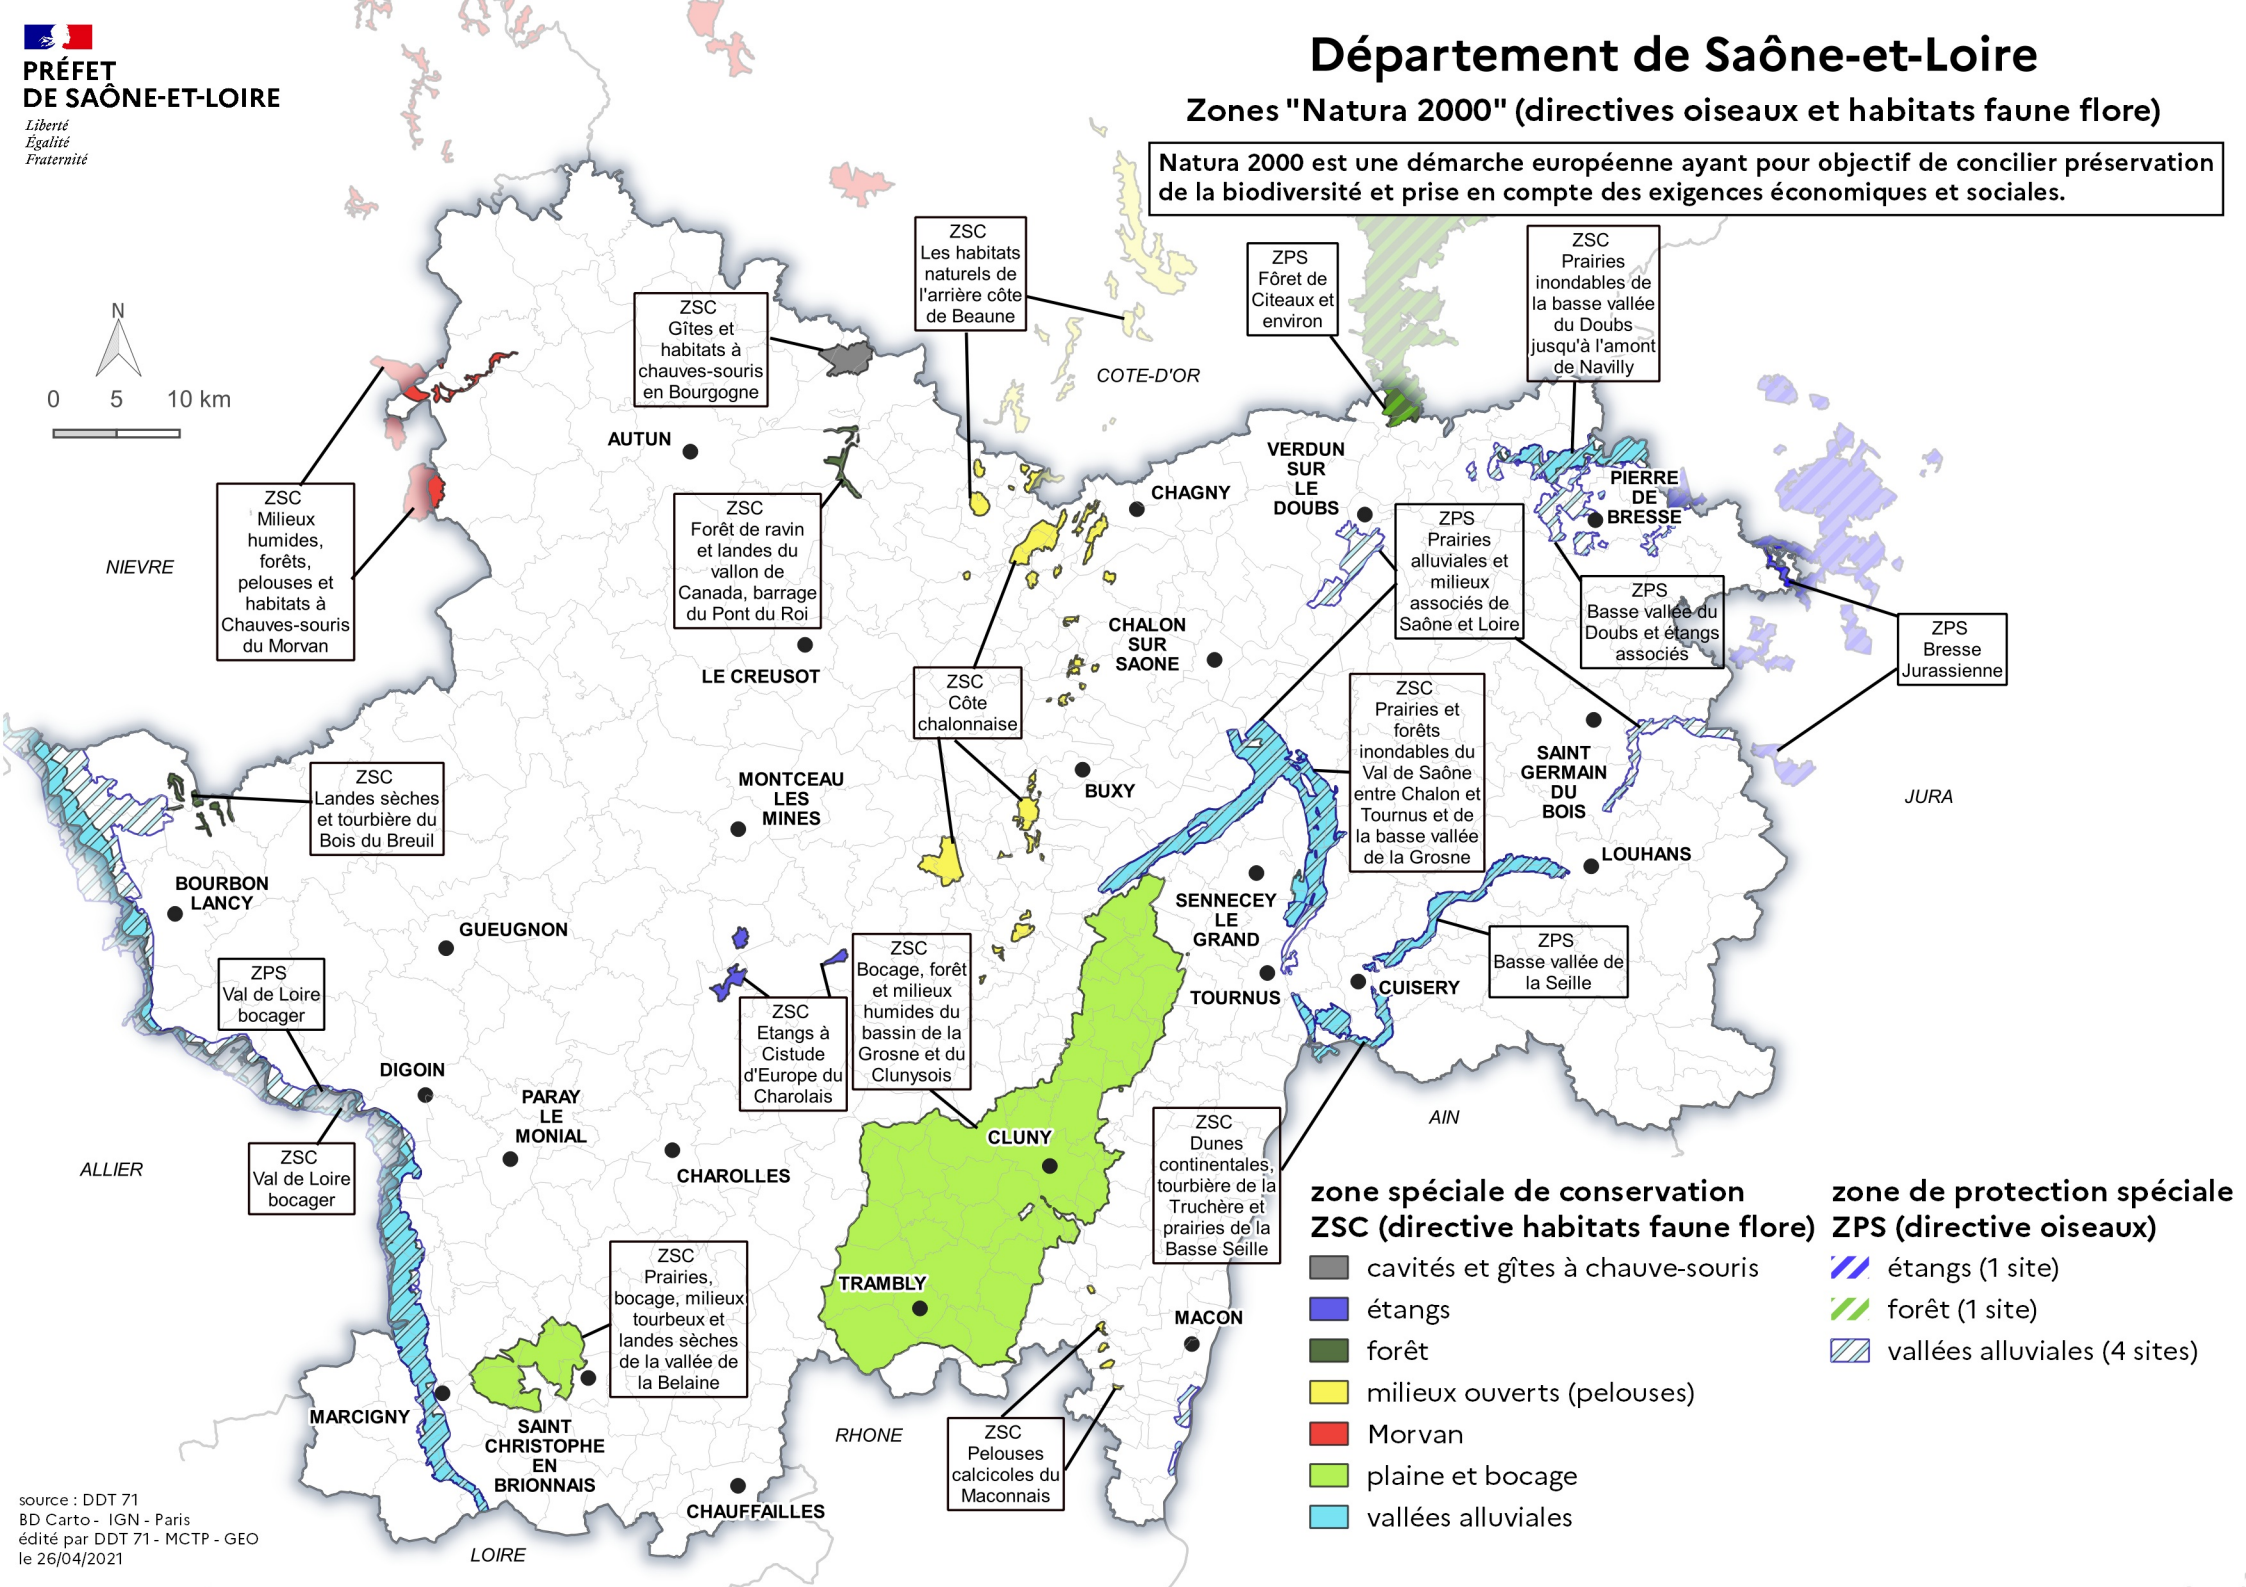 PRÉFET
DE SAÔNE-ET-LOIRE
Liberté
Égalité
Fraternité
Département de Saône-et-Loire
Zones "Natura 2000" (directives oiseaux et habitats faune flore)
Natura 2000 est une démarche européenne ayant pour objectif de concilier préservation
de la biodiversité et prise en compte des exigences économiques et sociales.
N
0 5 10 km
ZSC
Gîtes et
habitats à
chauves-souris
en Bourgogne
ZSC
Les habitats
naturels de
l'arrière côte
de Beaune
ZPS
Fôret de
Citeaux et
environ
ZSC
Prairies
inondables de
la basse vallée
du Doubs
jusqu'à l'amont
de Navilly
COTE-D'OR
AUTUN
CHAGNY
VERDUN
SUR
LE
DOUBS
PIERRE
DE
BRESSE
ZSC
Milieux
humides,
forêts,
pelouses et
habitats à
Chauves-souris
du Morvan
NIEVRE
ZSC
Forêt de ravin
et landes du
vallon de
Canada, barrage
du Pont du Roi
ZPS
Prairies
alluviales et
milieux
associés de
Saône et Loire
ZPS
Basse vallée du
Doubs et étangs
associés
ZPS
Bresse
Jurassienne
LE CREUSOT
CHALON
SUR
SAONE
ZSC
Côte
chalonnaise
ZSC
Prairies et
forêts
inondables du
Val de Saône
entre Chalon et
Tournus et de
la basse vallée
de la Grosne
SAINT
GERMAIN
DU
BOIS
JURA
ZSC
Landes sèches
et tourbière du
Bois du Breuil
MONTCEAU
LES
MINES
BUXY
LOUHANS
BOURBON
LANCY
GUEUGNON
SENNECEY
LE
GRAND
ZPS
Basse vallée de
la Seille
ZPS
Val de Loire
bocager
ZSC
Etangs à
Cistude
d'Europe du
Charolais
ZSC
Bocage, forêt
et milieux
humides du
bassin de la
Grosne et du
Clunysois
TOURNUS
CUISERY
DIGOIN
PARAY
LE
MONIAL
CLUNY
ZSC
Dunes
continentales,
tourbière de la
Truchère et
prairies de la
Basse Seille
AIN
ALLIER
ZSC
Val de Loire
bocager
CHAROLLES
ZSC
Prairies,
bocage, milieux
tourbeux et
landes sèches
de la vallée de
la Belaine
TRAMBLY
MACON
MARCIGNY
SAINT
CHRISTOPHE
EN
BRIONNAIS
RHONE
ZSC
Pelouses
calcicoles du
Maconnais
CHAUFFAILLES
LOIRE
zone spéciale de conservation
ZSC (directive habitats faune flore)
cavités et gîtes à chauve-souris
étangs
forêt
milieux ouverts (pelouses)
Morvan
plaine et bocage
vallées alluviales
zone de protection spéciale
ZPS (directive oiseaux)
étangs (1 site)
forêt (1 site)
vallées alluviales (4 sites)
source : DDT 71
BD Carto - IGN - Paris
édité par DDT 71 - MCTP - GEO
le 26/04/2021